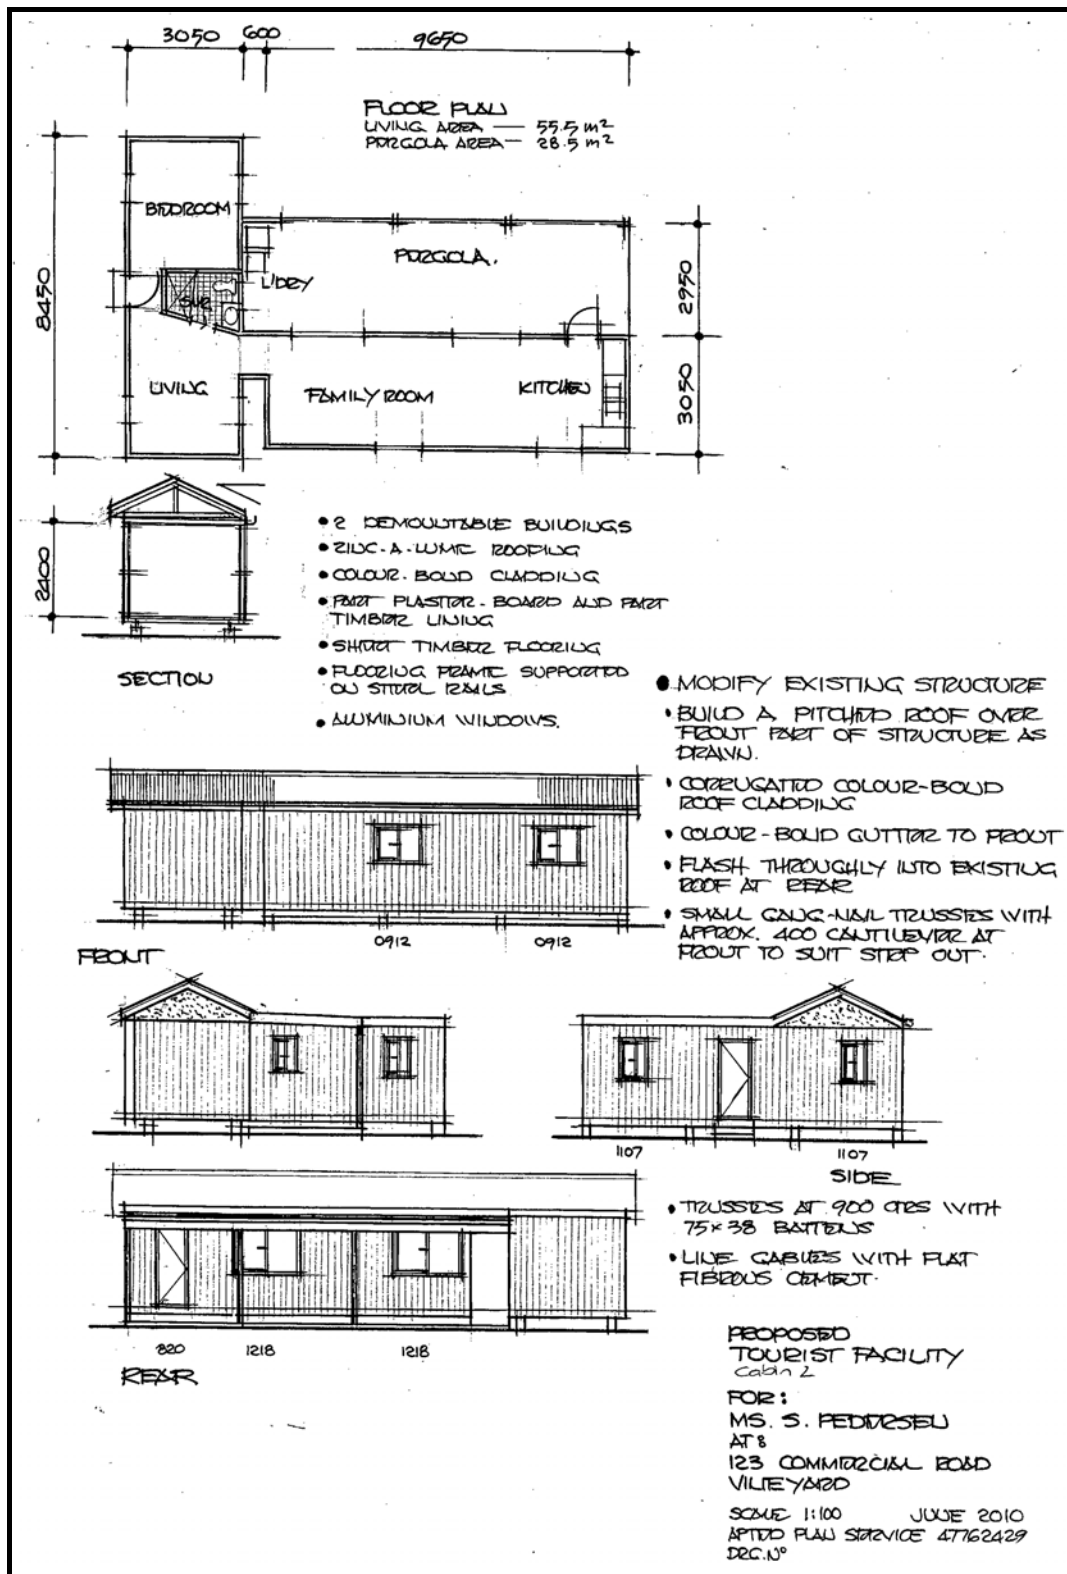 3050 600 9650
FLOOR PLAN
LIVING AREA — 55.5 m²
PERGOLA AREA — 28.5 m²
BEDROOM
PERGOLA.
L'DRY
8450
2950
LIVING
FAMILY ROOM
KITCHEN
3050
2400
SECTION
• 2 DEMOUNTABLE BUILDINGS
• ZINC-A-LUME ROOFING
• COLOUR-BOND CLADDING
• PART PLASTER-BOARD AND PART
TIMBER LINING
• SHEET TIMBER FLOORING
• FLOORING FRAME SUPPORTED
ON STEEL RAILS
• ALUMINIUM WINDOWS.
• MODIFY EXISTING STRUCTURE
• BUILD A PITCHED ROOF OVER
FRONT PART OF STRUCTURE AS
DRAWN.
• CORRUGATED COLOUR-BOND
ROOF CLADDING
• COLOUR-BOND GUTTER TO FRONT
• FLASH THROUGHLY INTO EXISTING
ROOF AT REAR
• SMALL GANG-NAIL TRUSSES WITH
APPROX. 400 CANTILEVER AT
FRONT TO SUIT STEP OUT.
0912 0912
FRONT
1107 1107
SIDE
• TRUSSES AT 900 CTRS WITH
75×38 BATTENS
• LINE GABLES WITH FLAT
FIBROUS CEMENT.
820 1218 1218
REAR
PROPOSED
TOURIST FACILITY
Cabin 2
FOR:
MS. S. PEDERSEN
AT:
123 COMMERCIAL ROAD
VINEYARD
SCALE 1:100 JUNE 2010
APTED PLAN SERVICE 47762429
DRG. Nº